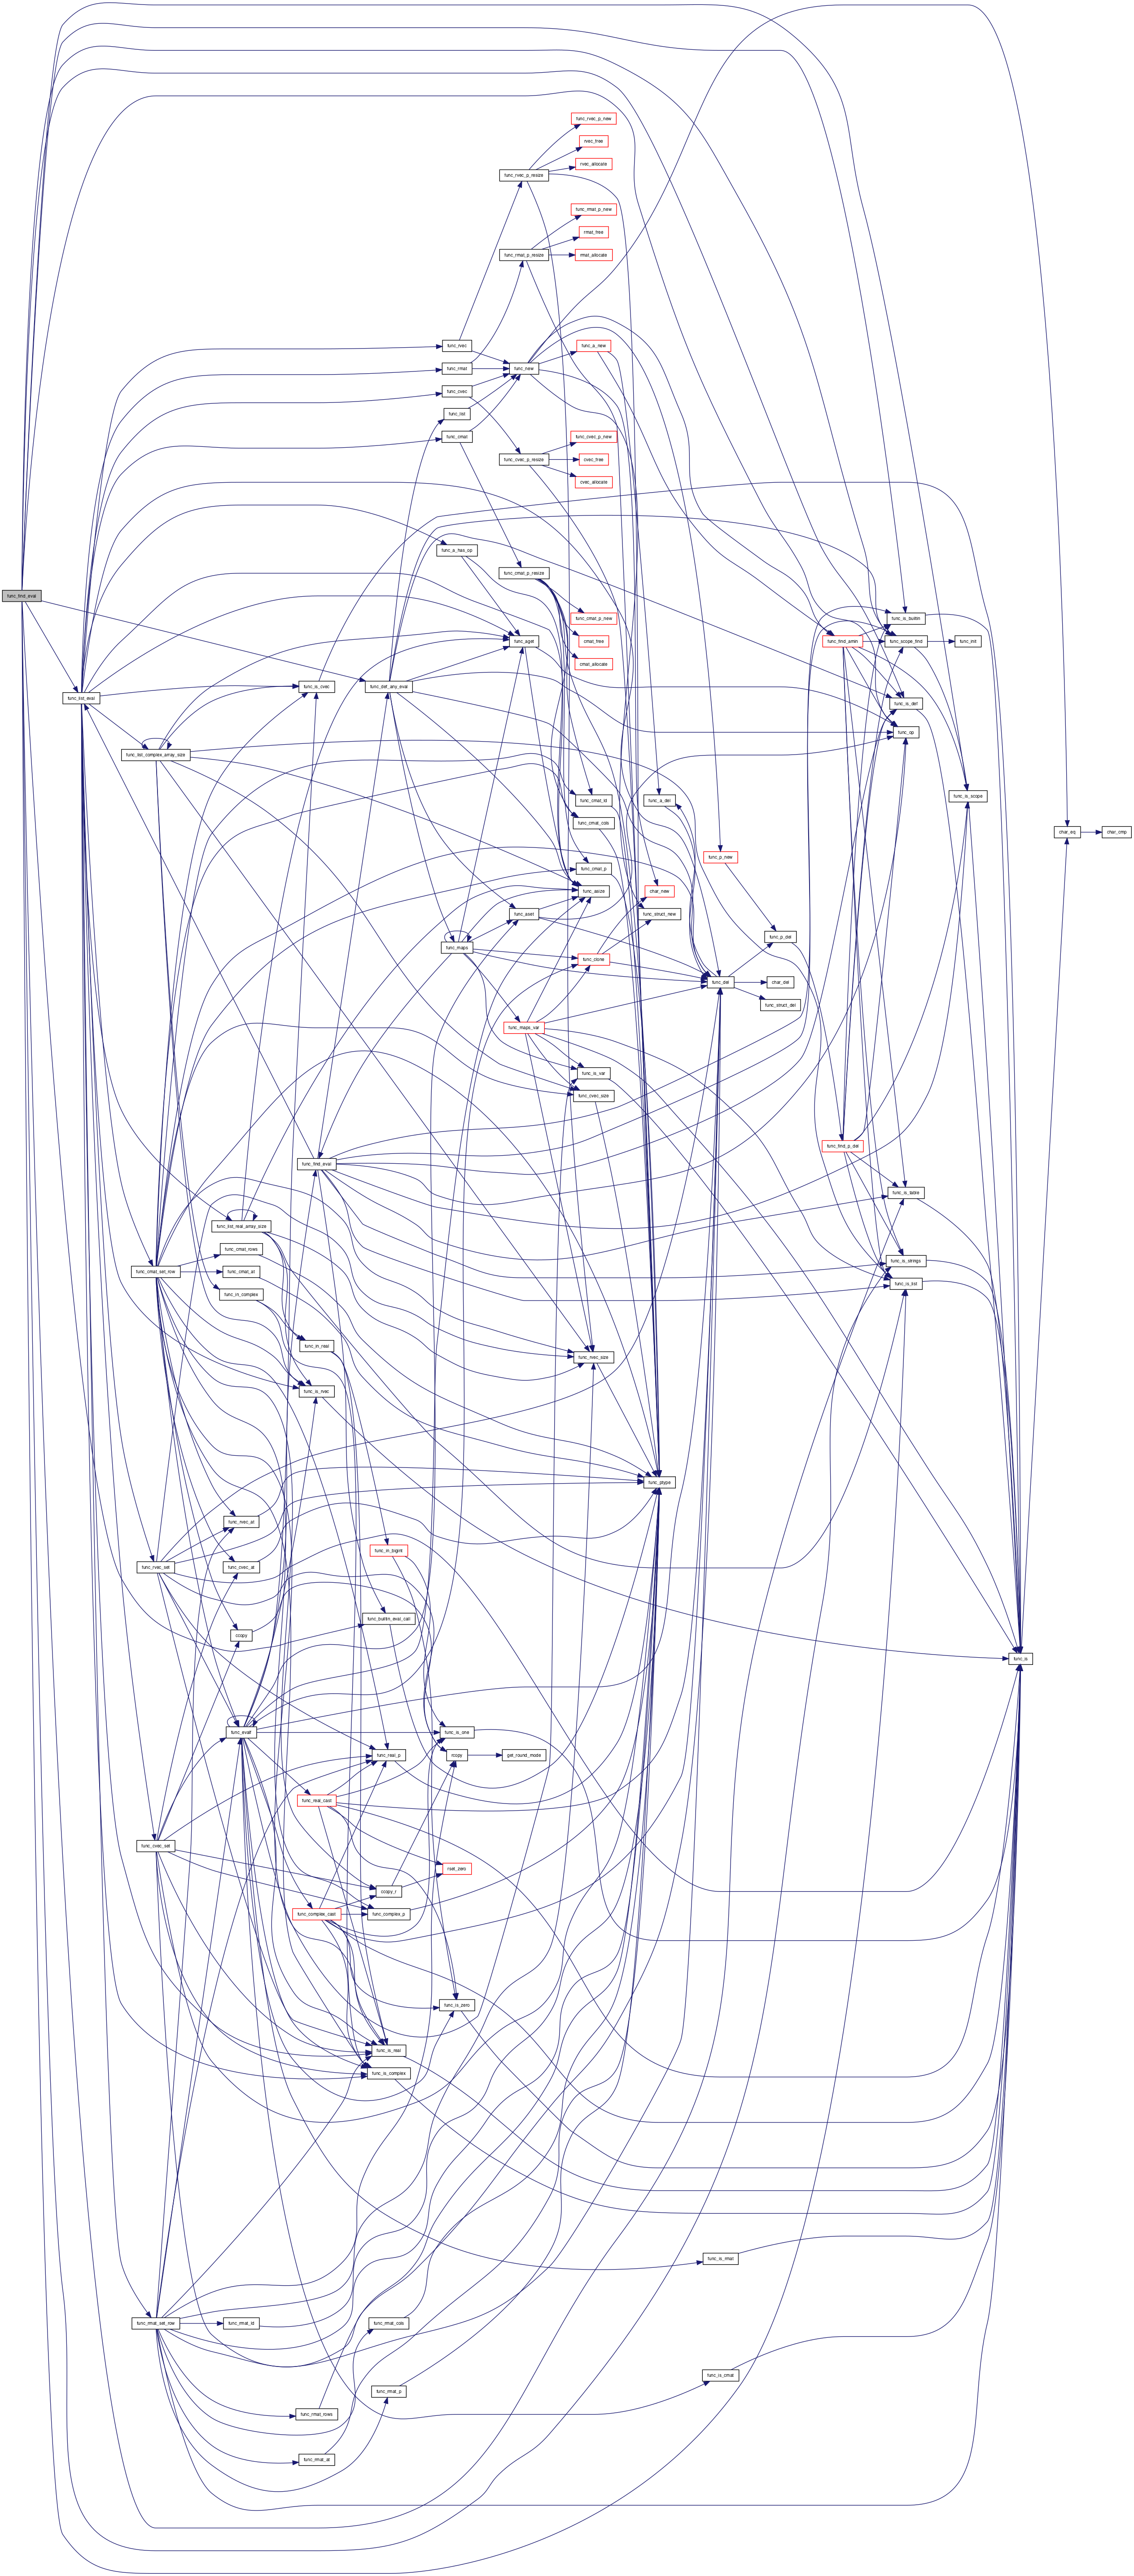 func_rvec_p_new
rvec_free
rvec_allocate
func_rvec_p_resize
func_rmat_p_new
rmat_free
func_rmat_p_resize
rmat_allocate
func_rvec
func_a_new
func_rmat
func_new
func_cvec
func_list
func_cmat
func_cvec_p_new
func_cvec_p_resize
cvec_free
cvec_allocate
func_a_has_op
func_cmat_p_resize
func_find_eval
func_cmat_p_new
func_is_builtin
func_aget
cmat_free
func_find_amin
func_scope_find
func_init
cmat_allocate
func_list_eval
func_is_cvec
func_def_any_eval
func_is_def
func_op
func_list_complex_array_size
func_is_scope
func_cmat_id
func_a_del
func_cmat_cols
char_eq
char_cmp
func_p_new
func_cmat_p
func_asize
char_new
func_aset
func_struct_new
func_p_del
func_maps
func_clone
func_del
char_del
func_struct_del
func_maps_var
func_is_var
func_cvec_size
func_find_p_del
func_find_eval
func_is_table
func_list_real_array_size
func_cmat_rows
func_is_strings
func_cmat_set_row
func_cmat_at
func_is_list
func_in_complex
func_in_real
func_rvec_size
func_is_rvec
func_ptype
func_rvec_at
func_in_bigint
func_rvec_set
func_cvec_at
func_builtin_eval_call
ccopy
func_is
func_evalf
func_is_one
func_real_p
rcopy
get_round_mode
func_real_cast
func_cvec_set
rset_zero
ccopy_r
func_complex_cast
func_complex_p
func_is_zero
func_is_real
func_is_complex
func_is_rmat
func_rmat_set_row
func_rmat_id
func_rmat_cols
func_is_cmat
func_rmat_p
func_rmat_rows
func_rmat_at